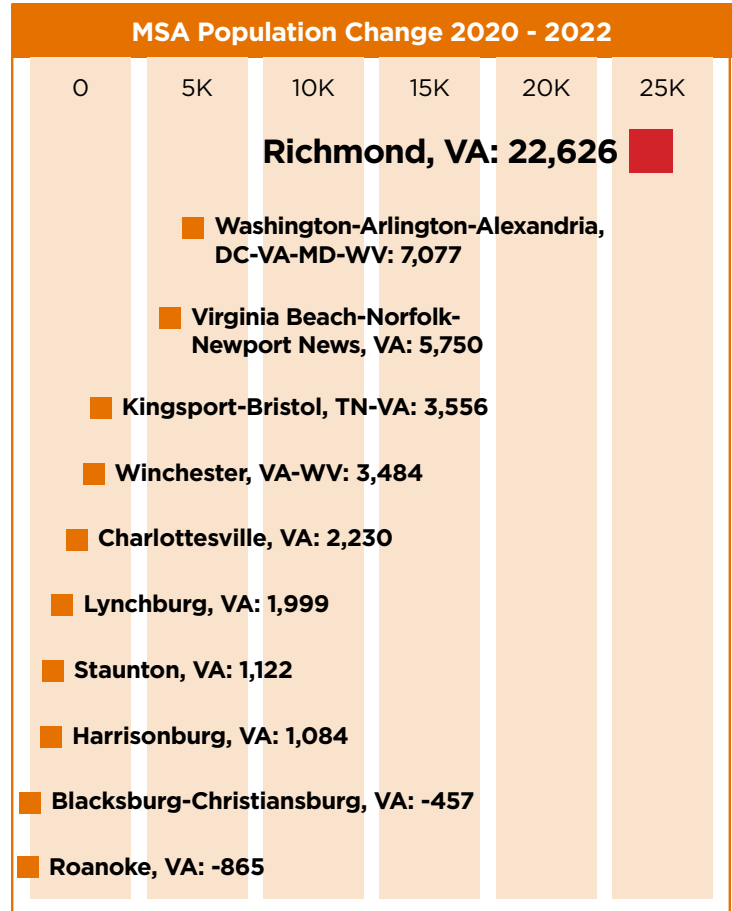 MSA Population Change 2020 - 2022
0 5K 10K 15K 20K 25K
Richmond, VA: 22,626
Washington-Arlington-Alexandria,
DC-VA-MD-WV: 7,077
Virginia Beach-Norfolk-
Newport News, VA: 5,750
Kingsport-Bristol, TN-VA: 3,556
Winchester, VA-WV: 3,484
Charlottesville, VA: 2,230
Lynchburg, VA: 1,999
Staunton, VA: 1,122
Harrisonburg, VA: 1,084
Blacksburg-Christiansburg, VA: -457
Roanoke, VA: -865